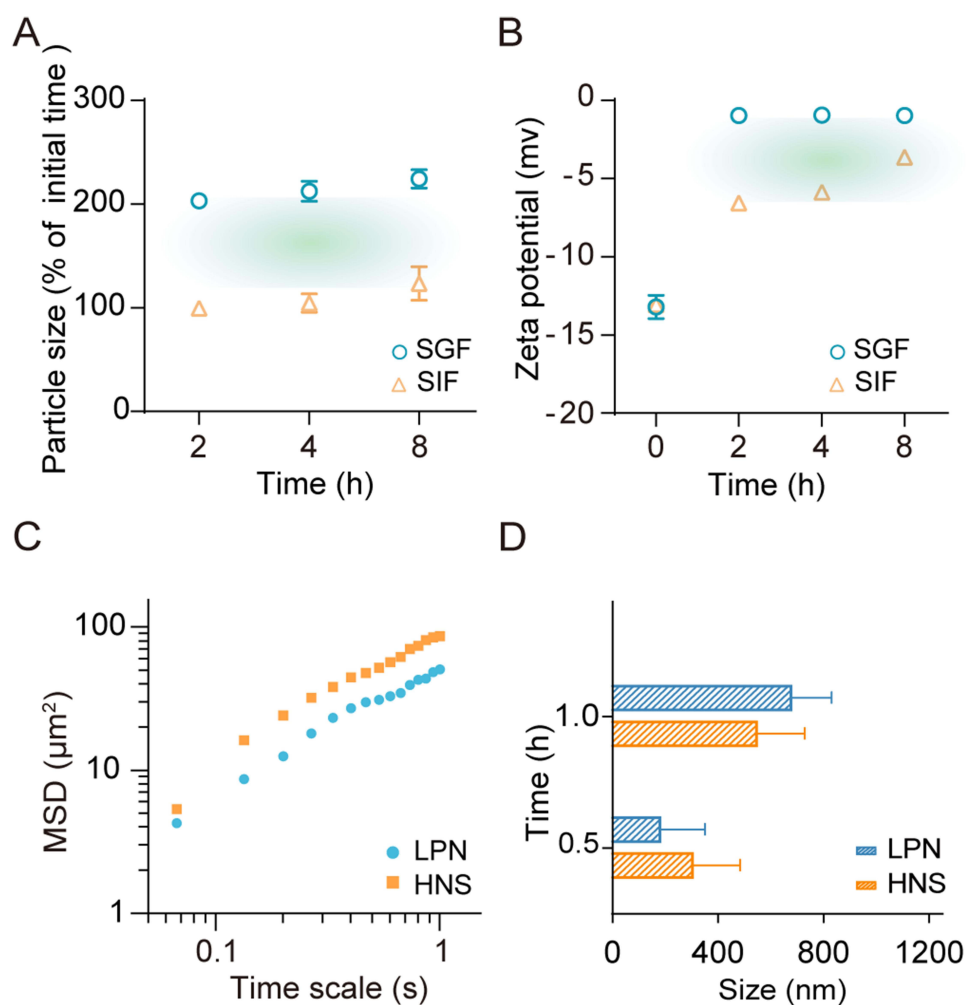 A
Particle size (% of initial time )
300
200
100
0
2
4
8
Time (h)
SGF
SIF
B
Zeta potential (mv)
0
-5
-10
-15
-20
0
2
4
8
Time (h)
SGF
SIF
C
MSD (μm²)
100
10
1
0.1
1
Time scale (s)
LPN
HNS
D
Time (h)
1.0
0.5
0
400
800
1200
Size (nm)
LPN
HNS